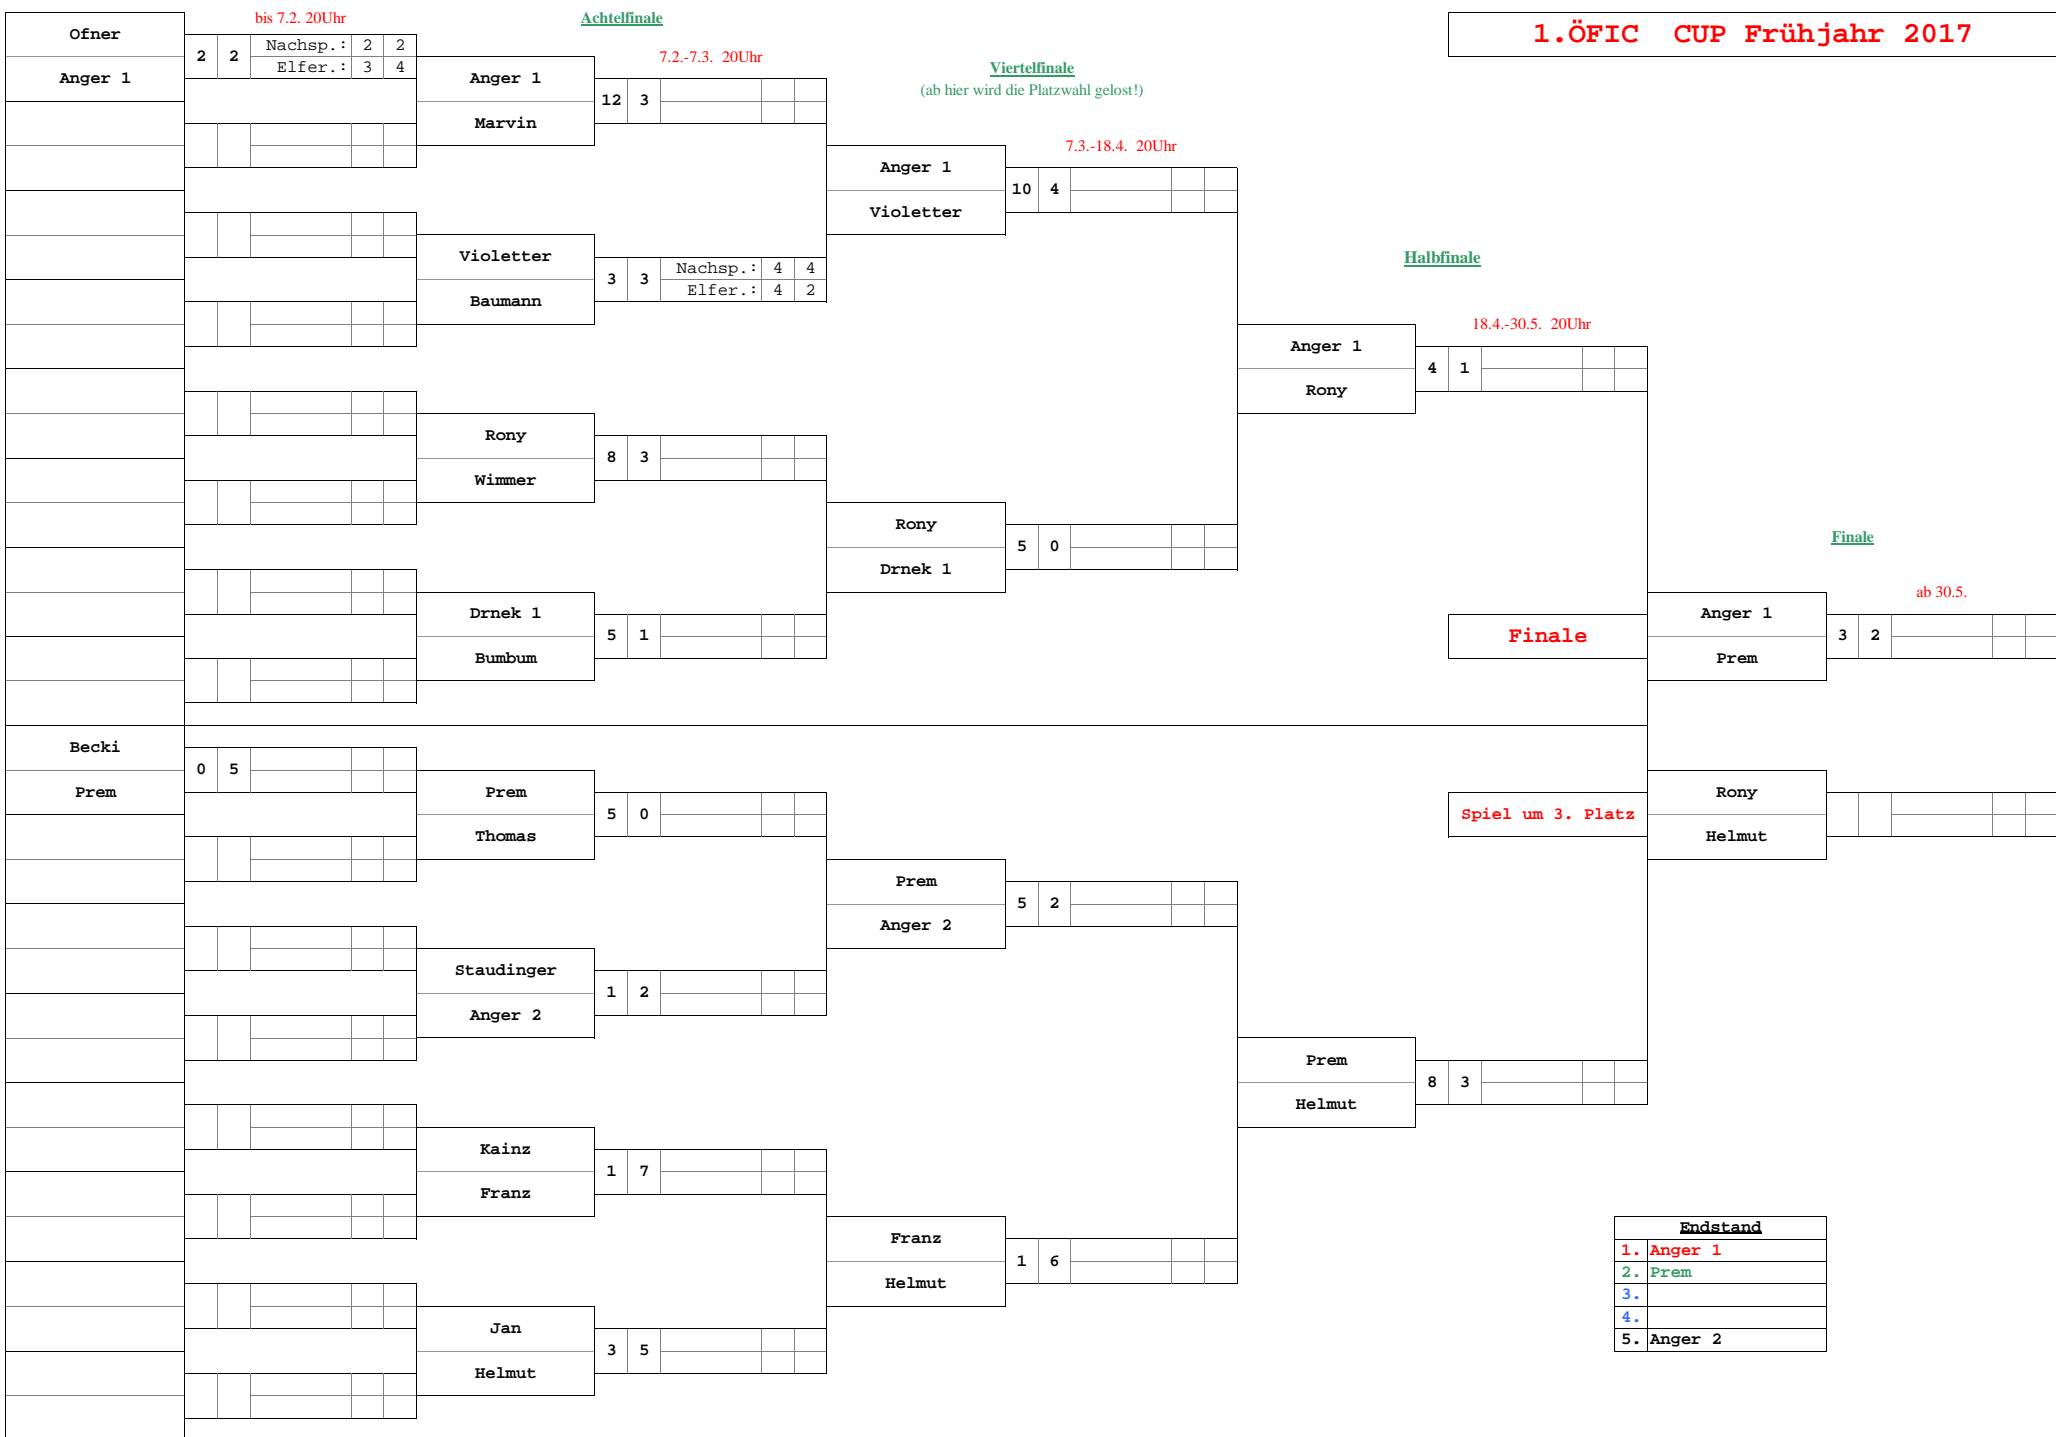 bis 7.2. 20Uhr
Achtelfinale
1.ÖFIC CUP Frühjahr 2017
Ofner
2 2 Nachsp.: 2 2
Elfer.: 3 4
Anger 1
7.2.-7.3. 20Uhr
Anger 1
12 3
Marvin
Viertelfinale
(ab hier wird die Platzwahl gelost!)
7.3.-18.4. 20Uhr
Anger 1
10 4
Violetter
Violetter
3 3 Nachsp.: 4 4
Elfer.: 4 2
Baumann
Halbfinale
18.4.-30.5. 20Uhr
Anger 1
4 1
Rony
Rony
8 3
Wimmer
Rony
5 0
Drnek 1
Finale
ab 30.5.
Drnek 1
5 1
Bumbum
Finale
Anger 1
3 2
Prem
Becki
0 5
Prem
Prem
5 0
Thomas
Spiel um 3. Platz
Rony
Helmut
Prem
5 2
Anger 2
Staudinger
1 2
Anger 2
Prem
8 3
Helmut
Kainz
1 7
Franz
Franz
1 6
Helmut
Jan
3 5
Helmut
Endstand
1. Anger 1
2. Prem
3.
4.
5. Anger 2